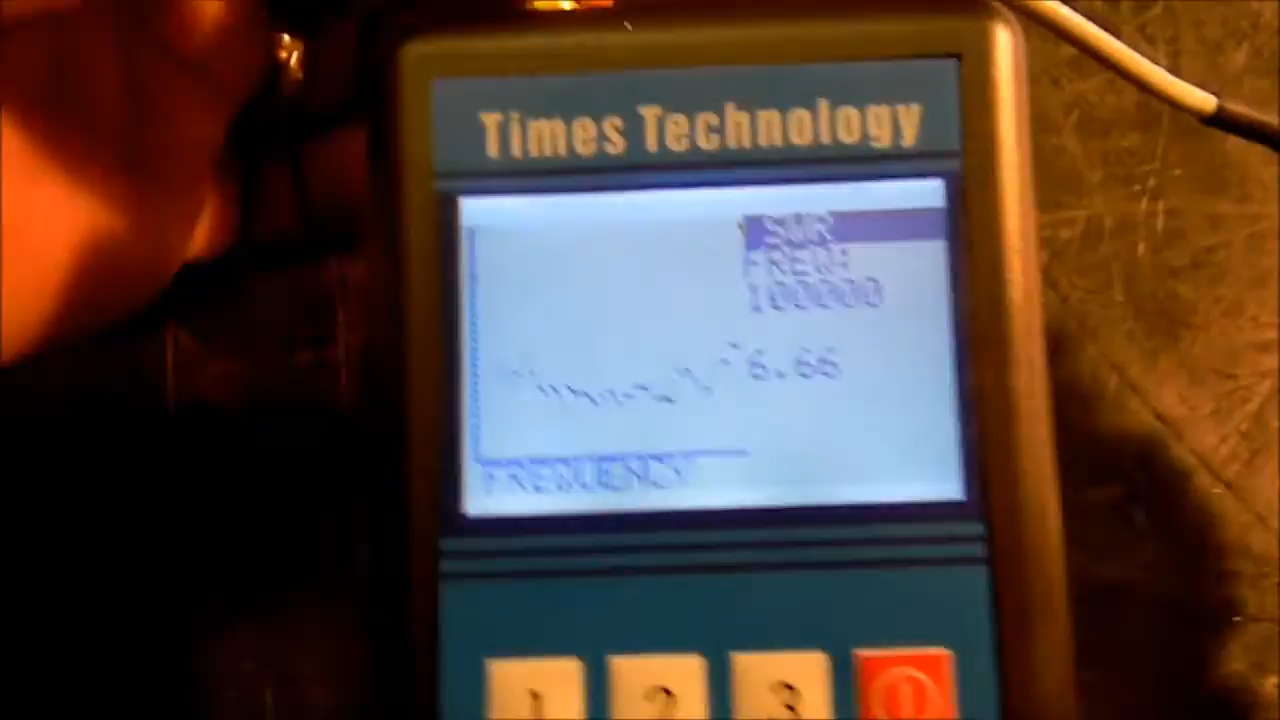 Times Technology
SWR
FREQ:
100000
6.66
FREQUENCY
1 2 3